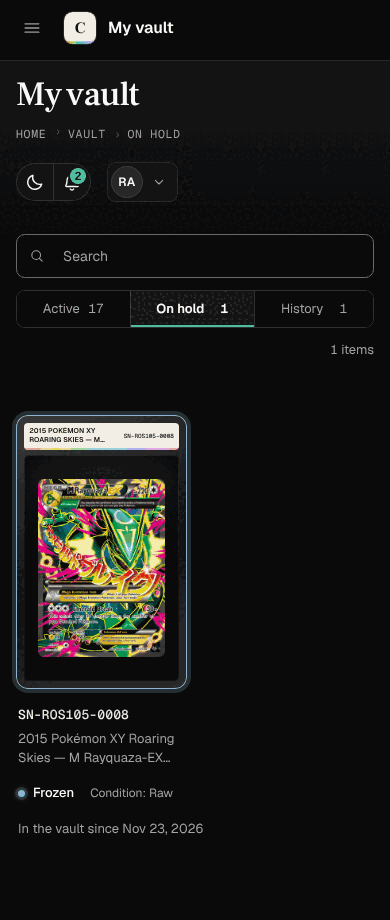 C
My vault
My vault
HOME › VAULT › ON HOLD
2
RA
Search
Active 17
On hold 1
History 1
1 items
2015 POKÉMON XY
ROARING SKIES — M...
SN-ROS105-0008
SN-ROS105-0008
2015 Pokémon XY Roaring
Skies — M Rayquaza-EX...
Frozen
Condition: Raw
In the vault since Nov 23, 2026